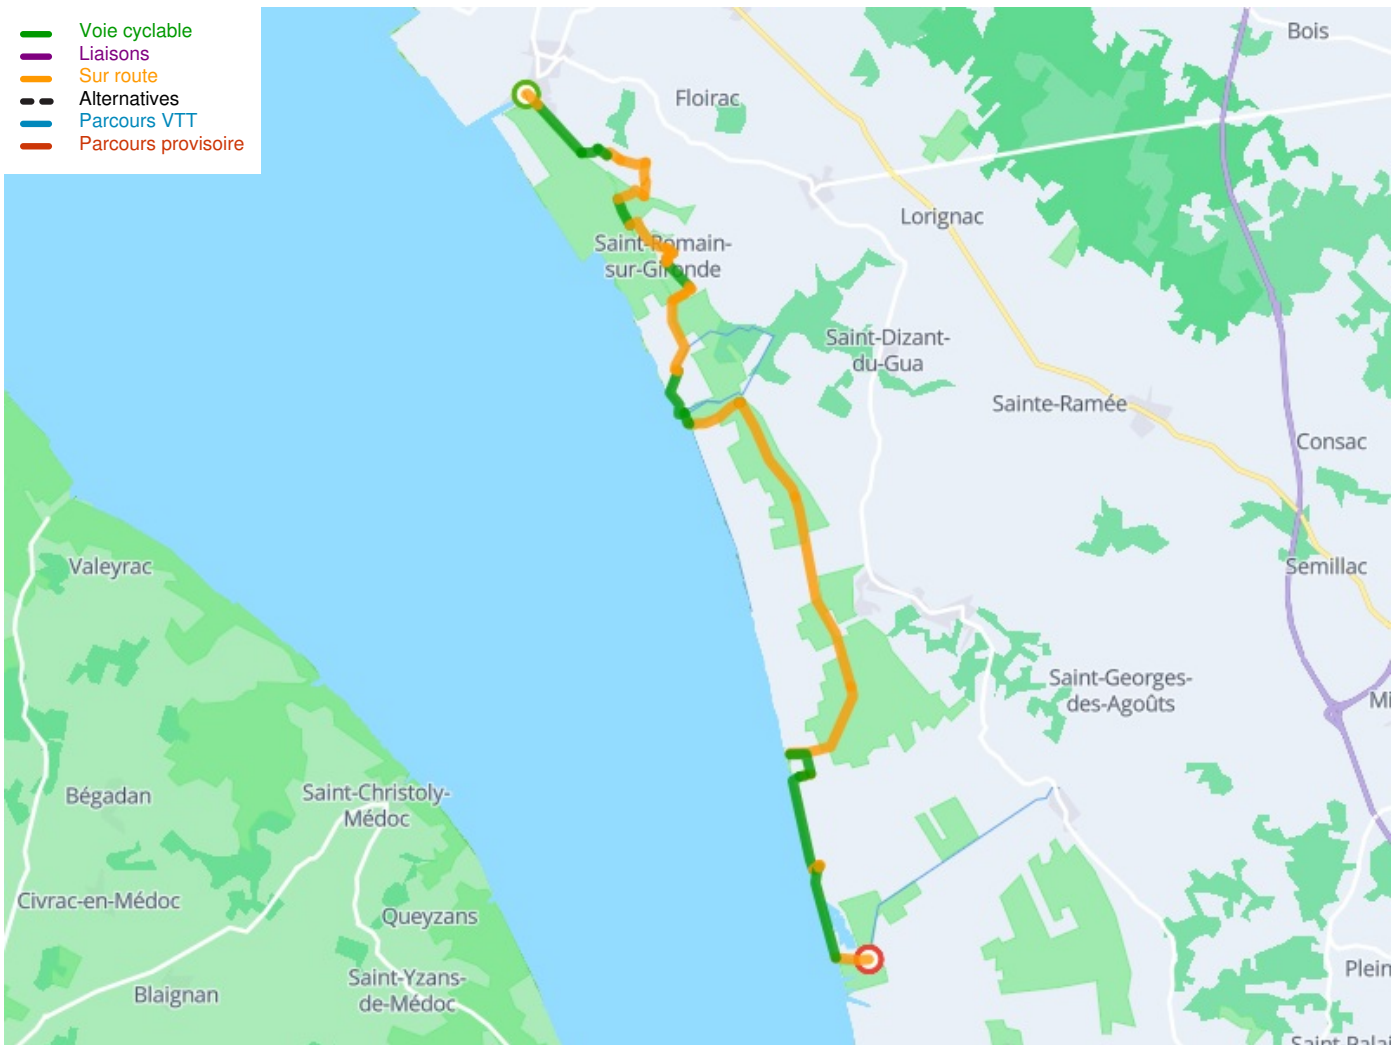 Voie cyclable
Liaisons
Sur route
Alternatives
Parcours VTT
Parcours provisoire
Bois
Floirac
Lorignac
Saint-Romain-
sur-Gironde
Saint-Dizant-
du-Gua
Sainte-Ramée
Consac
Valeyrac
Semillac
Saint-Georges-
des-Agoûts
Mi
Bégadan
Saint-Christoly-
Médoc
Civrac-en-Médoc
Queyzans
Plein
Saint-Yzans-
de-Médoc
Blaignan